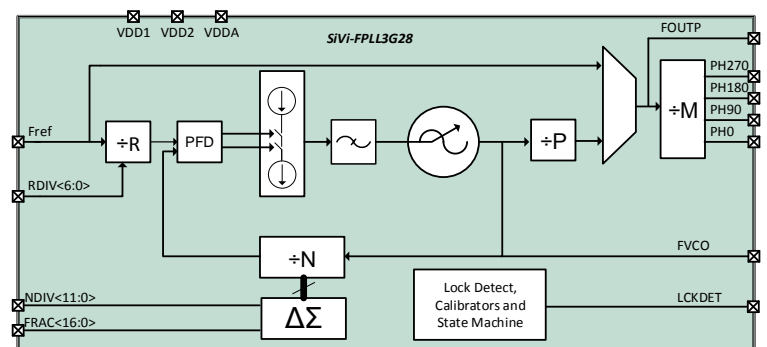 VDD1 VDD2 VDDA
SiVi-FPLL3G28
FOUTP
PH270
PH180
PH90
PH0
÷M
Fref
÷R
PFD
÷P
RDIV<6:0>
FVCO
÷N
NDIV<11:0>
FRAC<16:0>
ΔΣ
Lock Detect,
Calibrators and
State Machine
LCKDET